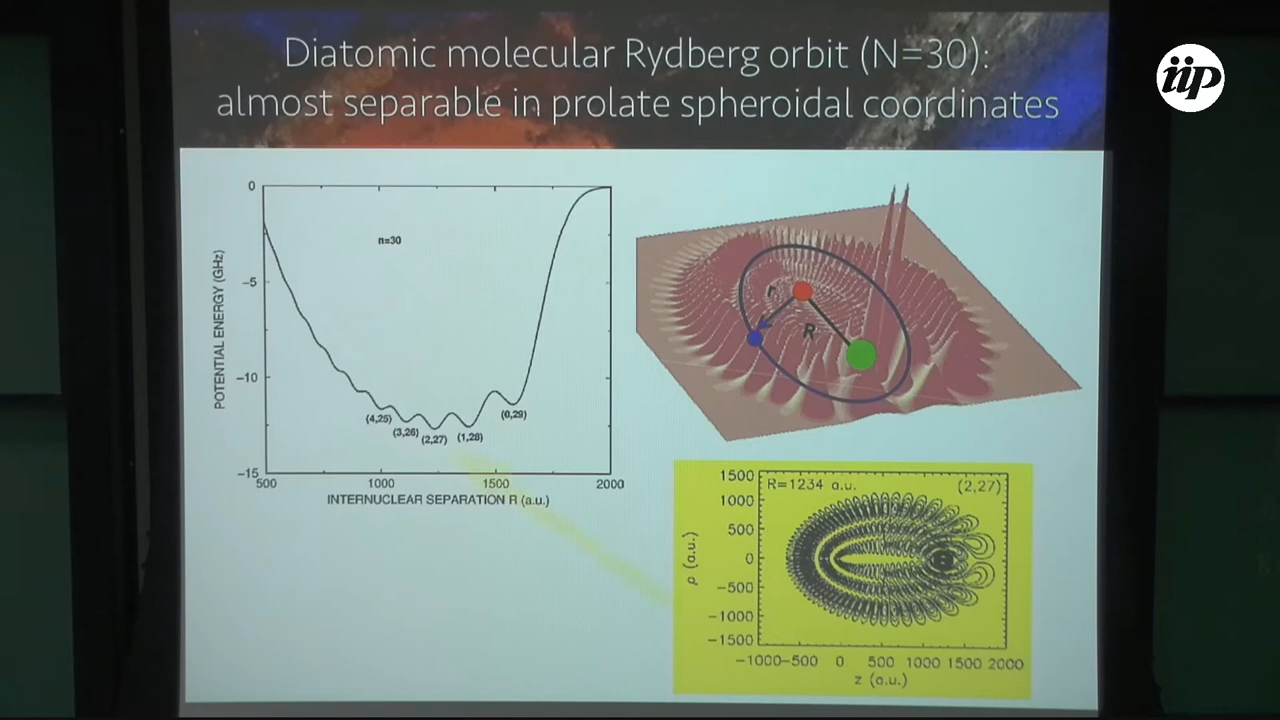 Diatomic molecular Rydberg orbit (N=30):
almost separable in prolate spheroidal coordinates
iip
0
-5
-10
-15
POTENTIAL ENERGY (GHz)
n=30
(4,25)
(3,26)
(2,27)
(1,28)
(0,29)
500
1000
1500
2000
INTERNUCLEAR SEPARATION R (a.u.)
r
R
R=1234 a.u.
(2,27)
1500
1000
500
0
-500
-1000
-1500
ρ (a.u.)
-1000-500 0 500 1000 1500 2000
z (a.u.)